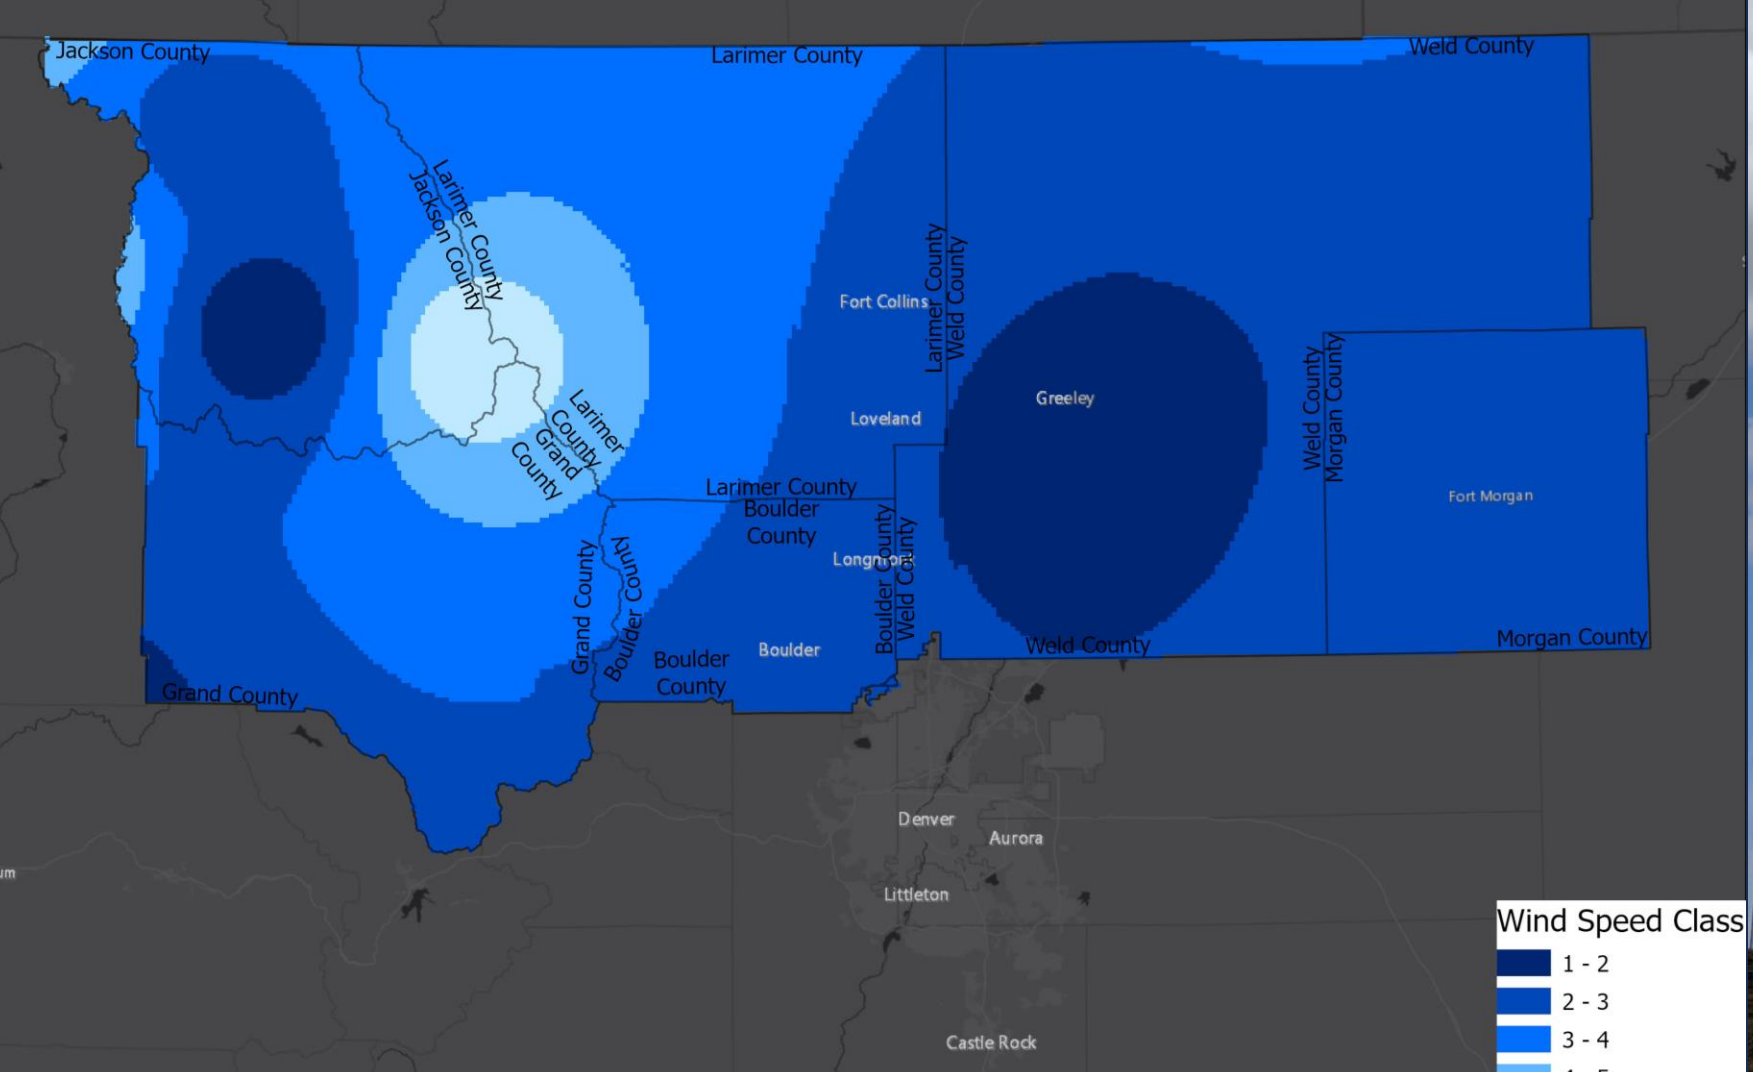 Jackson County
Larimer County
Weld County
Larimer County
Jackson County
Larimer County
Weld County
Fort Collins
Greeley
Loveland
Weld County
Morgan County
Larimer
County
Grand
County
Larimer County
Boulder
County
Fort Morgan
Longmont
Boulder County
Weld County
Grand County
Boulder County
Boulder
Boulder
County
Weld County
Morgan County
Grand County
Denver
Aurora
um
Littleton
Castle Rock
Wind Speed Class
1 - 2
2 - 3
3 - 4